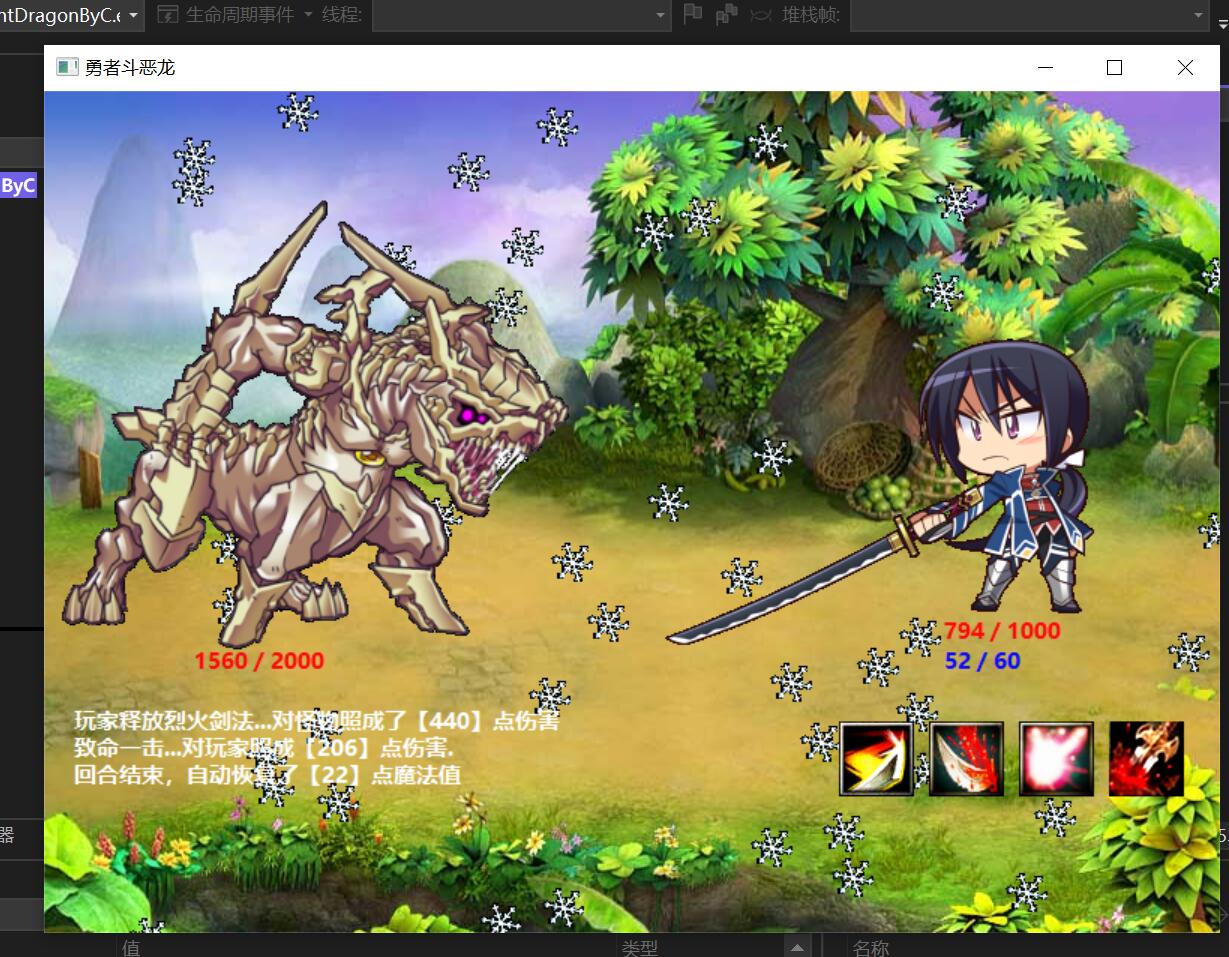 ntDragonByC.e
生命周期事件
线程:
堆栈帧:
勇者斗恶龙
ByC
1560 / 2000
794 / 1000
52 / 60
玩家释放烈火剑法...对怪物照成了【440】点伤害
致命一击...对玩家照成【206】点伤害.
回合结束，自动恢复了【22】点魔法值
器
值
类型
名称